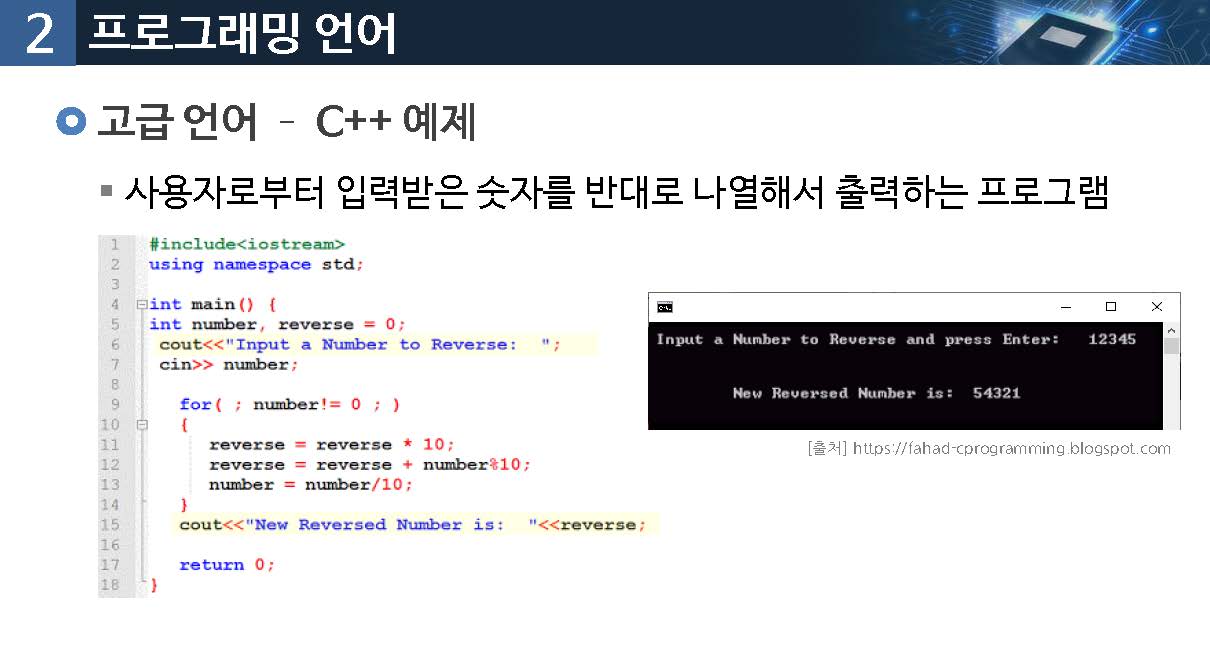 2 프로그래밍 언어
고급 언어 – C++ 예제
사용자로부터 입력받은 숫자를 반대로 나열해서 출력하는 프로그램
1 #include<iostream>
2 using namespace std;
3
4 int main() {
5 int number, reverse = 0;
6 cout<<"Input a Number to Reverse:  ";
7 cin>> number;
8
9 for( ; number!= 0 ; )
10 {
11 reverse = reverse * 10;
12 reverse = reverse + number%10;
13 number = number/10;
14 }
15 cout<<"New Reversed Number is:  "<<reverse;
16
17 return 0;
18 }
Input a Number to Reverse and press Enter:  12345
New Reversed Number is:  54321
[출처] https://fahad-cprogramming.blogspot.com